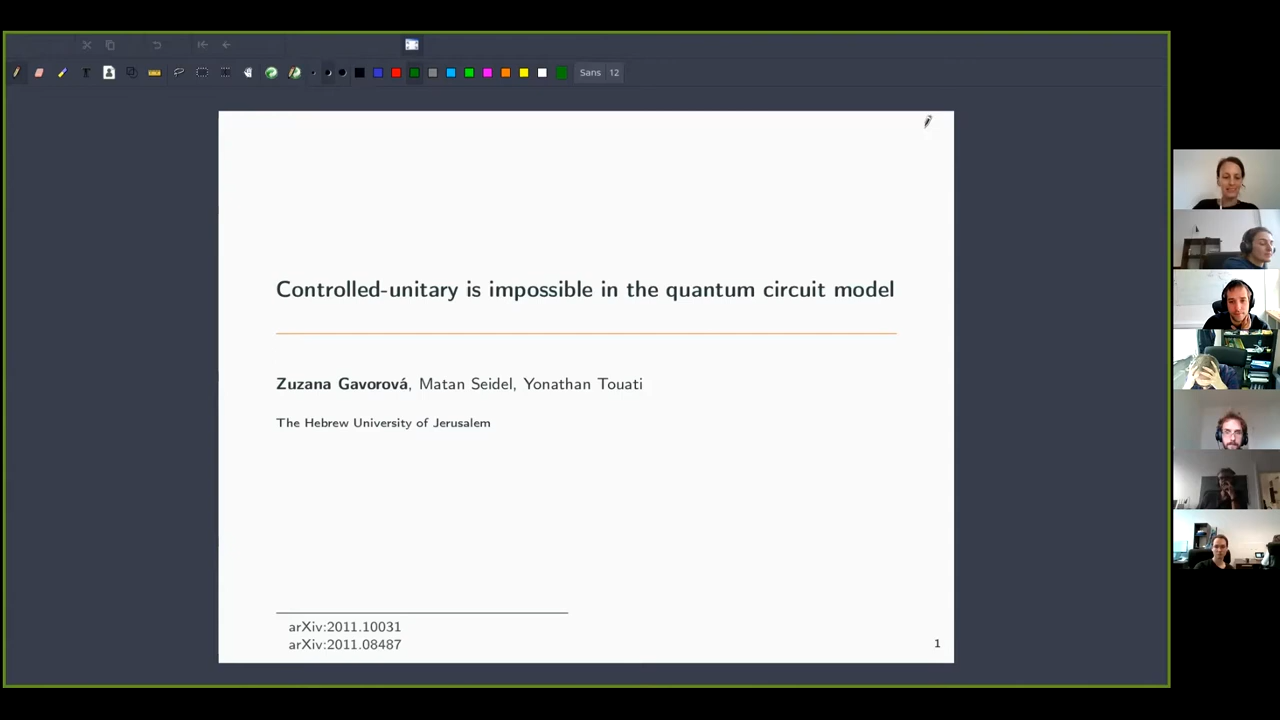 Sans 12
Controlled-unitary is impossible in the quantum circuit model
Zuzana Gavorová, Matan Seidel, Yonathan Touati
The Hebrew University of Jerusalem
arXiv:2011.10031
arXiv:2011.08487
1